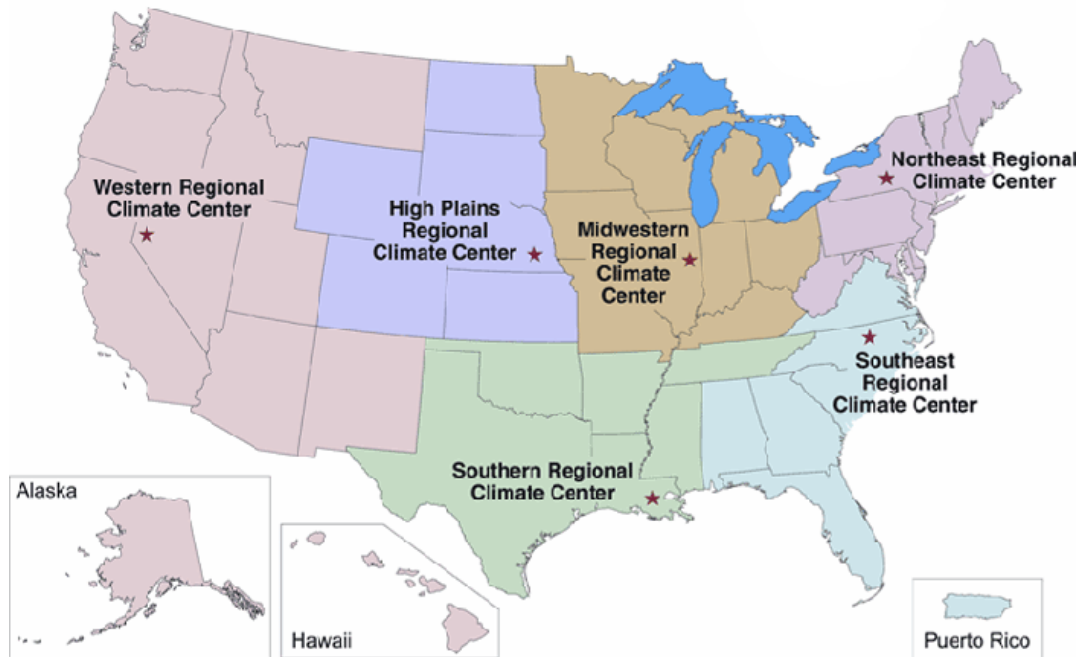 Western Regional
Climate Center
High Plains
Regional
Climate Center
Midwestern
Regional
Climate
Center
Northeast Regional
Climate Center
Southeast
Regional
Climate Center
Southern Regional
Climate Center
Alaska
Hawaii
Puerto Rico